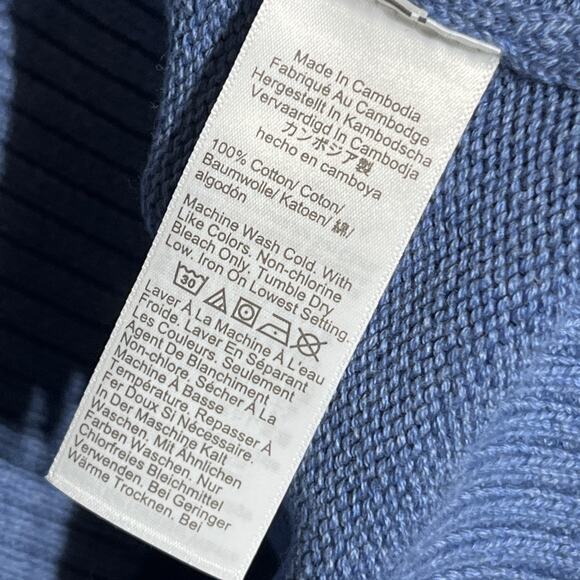 Made In Cambodia
Fabriqué Au Cambodge
Hergestellt In Kambodscha
Vervaardigd In Cambodja
カンボジア製
hecho en camboya
100% Cotton/ Coton/
Baumwolle/ Katoen/ 綿/
algodón
Machine Wash Cold. With
Like Colors. Non-chlorine
Bleach Only. Tumble Dry
Low. Iron On Lowest Setting.
30
Laver À La Machine À L'eau
Froide. Laver En Séparant
Les Couleurs. Seulement
Agent De Blanchiment
Non-chlore. Sécher À La
Machine A Basse
Température. Repasser À
Fer Doux Si Nécessaire.
In Der Maschine Kalt
Waschen. Mit Ähnlichen
Farben Waschen. Nur
Chlorfreies Bleichmittel
Verwenden. Bei Geringer
Wärme Trocknen. Bei